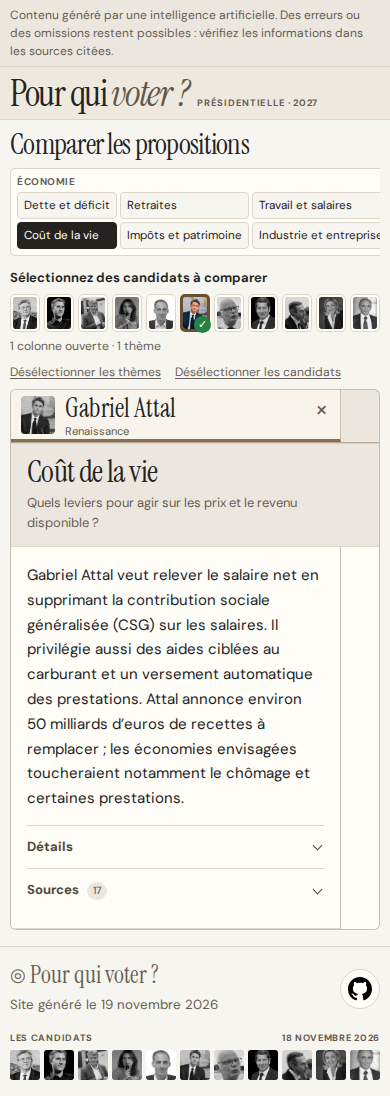 Contenu généré par une intelligence artificielle. Des erreurs ou
des omissions restent possibles : vérifiez les informations dans
les sources citées.
Pour qui voter ? PRÉSIDENTIELLE · 2027
Comparer les propositions
ÉCONOMIE
Dette et déficit Retraites Travail et salaires
Coût de la vie Impôts et patrimoine Industrie et entreprise
Sélectionnez des candidats à comparer
1 colonne ouverte · 1 thème
Désélectionner les thèmes Désélectionner les candidats
Gabriel Attal ×
Renaissance
Coût de la vie
Quels leviers pour agir sur les prix et le revenu
disponible ?
Gabriel Attal veut relever le salaire net en
supprimant la contribution sociale
généralisée (CSG) sur les salaires. Il
privilégie aussi des aides ciblées au
carburant et un versement automatique
des prestations. Attal annonce environ
50 milliards d’euros de recettes à
remplacer ; les économies envisagées
toucheraient notamment le chômage et
certaines prestations.
Détails
Sources 17
Pour qui voter ?
Site généré le 19 novembre 2026
LES CANDIDATS 18 NOVEMBRE 2026